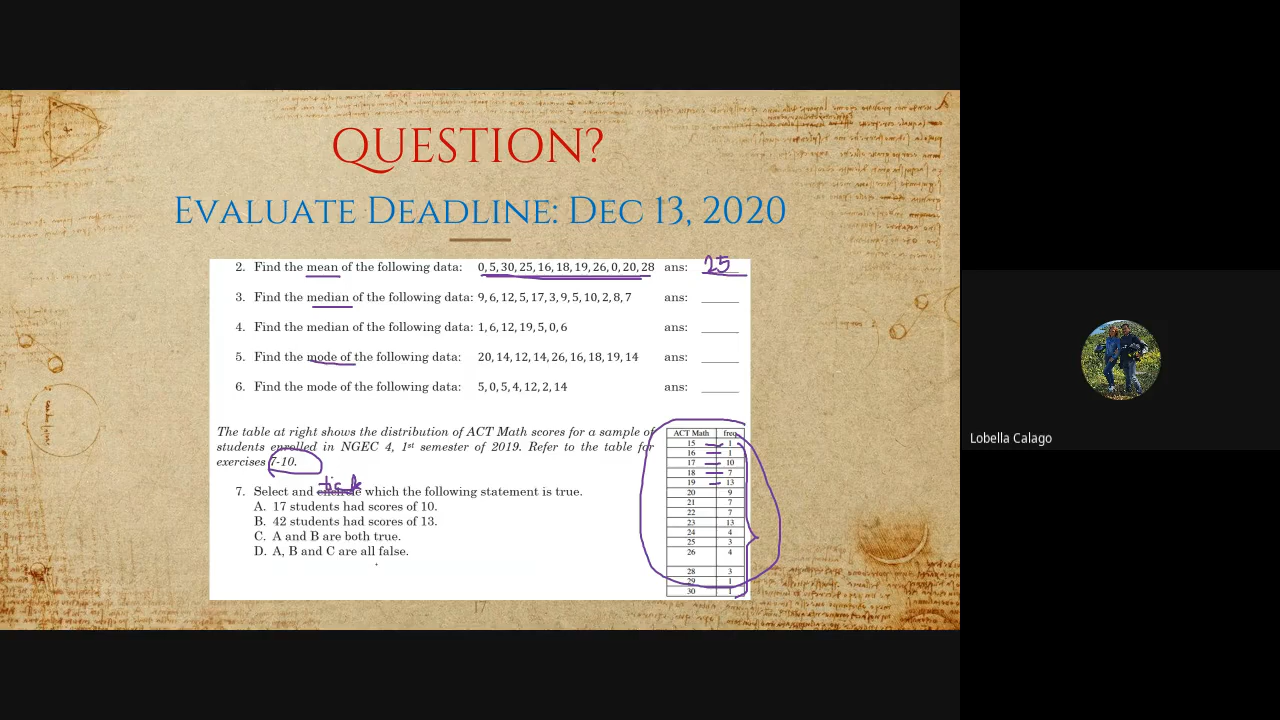 QUESTION?
EVALUATE DEADLINE: DEC 13, 2020
2. Find the mean of the following data: 0, 5, 30, 25, 16, 18, 19, 26, 0, 20, 28 ans: 25
3. Find the median of the following data: 9, 6, 12, 5, 17, 3, 9, 5, 10, 2, 8, 7 ans: ______
4. Find the median of the following data: 1, 6, 12, 19, 5, 0, 6 ans: ______
5. Find the mode of the following data: 20, 14, 12, 14, 26, 16, 18, 19, 14 ans: ______
6. Find the mode of the following data: 5, 0, 5, 4, 12, 2, 14 ans: ______
The table at right shows the distribution of ACT Math scores for a sample of
students enrolled in NGEC 4, 1st semester of 2019. Refer to the table for
exercises 7-10.
7. Select and encircle which the following statement is true.
A. 17 students had scores of 10.
B. 42 students had scores of 13.
C. A and B are both true.
D. A, B and C are all false.
ACT Math freq
15 1
16 1
17 10
18 7
19 13
20 9
21 7
22 7
23 13
24 4
25 3
26 4
28 3
29 1
30 1
Lobella Calago